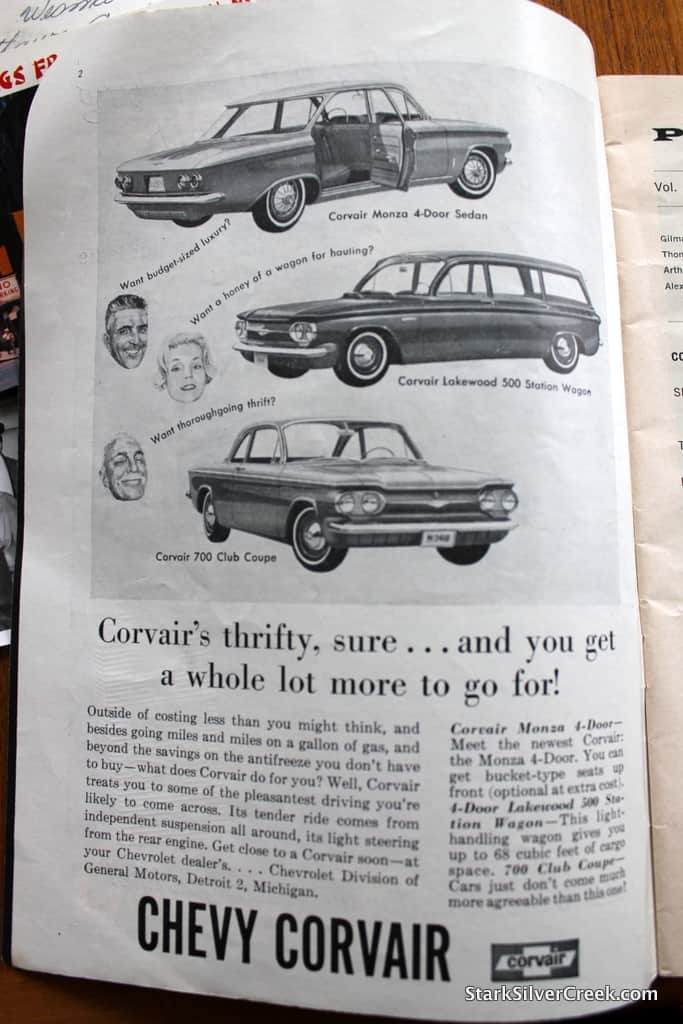 GS FR
2
Corvair Monza 4-Door Sedan
Want budget-sized luxury?
Want a honey of a wagon for hauling?
Corvair Lakewood 500 Station Wagon
Want thoroughgoing thrift?
Corvair 700 Club Coupe
Corvair's thrifty, sure ... and you get
a whole lot more to go for!
Outside of costing less than you might think, and
besides going miles and miles on a gallon of gas, and
beyond the savings on the antifreeze you don't have
to buy—what does Corvair do for you? Well, Corvair
treats you to some of the pleasantest driving you're
likely to come across. Its tender ride comes from
independent suspension all around, its light steering
from the rear engine. Get close to a Corvair soon—at
your Chevrolet dealer's. . . . Chevrolet Division of
General Motors, Detroit 2, Michigan.
Corvair Monza 4-Door—
Meet the newest Corvair:
the Monza 4-Door. You can
get bucket-type seats up
front (optional at extra cost).
4-Door Lakewood 500 Sta-
tion Wagon—This light-
handling wagon gives you
up to 68 cubic feet of cargo
space. 700 Club Coupe—
Cars just don't come much
more agreeable than this one!
CHEVY CORVAIR
corvair
P
Vol.
Gilm
Thon
Arth
Alex
StarkSilverCreek.com